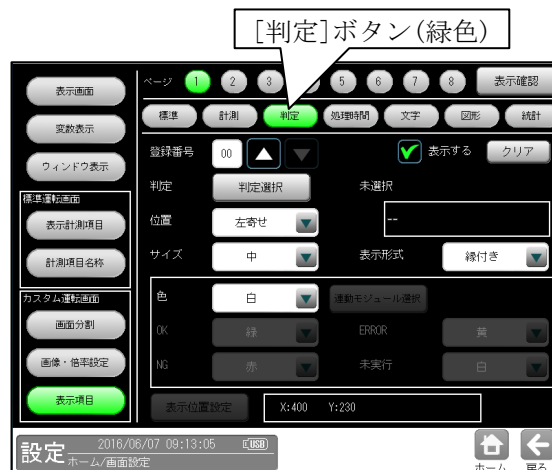 [判定]ボタン(緑色)
表示画面
変数表示
ウィンドウ表示
標準運転画面
表示計測項目
計測項目名称
カスタム運転画面
画面分割
画像・倍率設定
表示項目
ページ 1 2 3 5 6 7 8 表示確認
標準 計測 判定 処理時間 文字 図形 統計
登録番号 00 表示する クリア
判定 判定選択 未選択
位置 左寄せ --
サイズ 中 表示形式 縁付き
色 白 連動モジュール選択
OK 緑 ERROR 黄
NG 赤 未実行 白
表示位置設定 X:400 Y:230
設定 2016/06/07 09:13:05 USB
ホーム/画面設定
ホーム 戻る